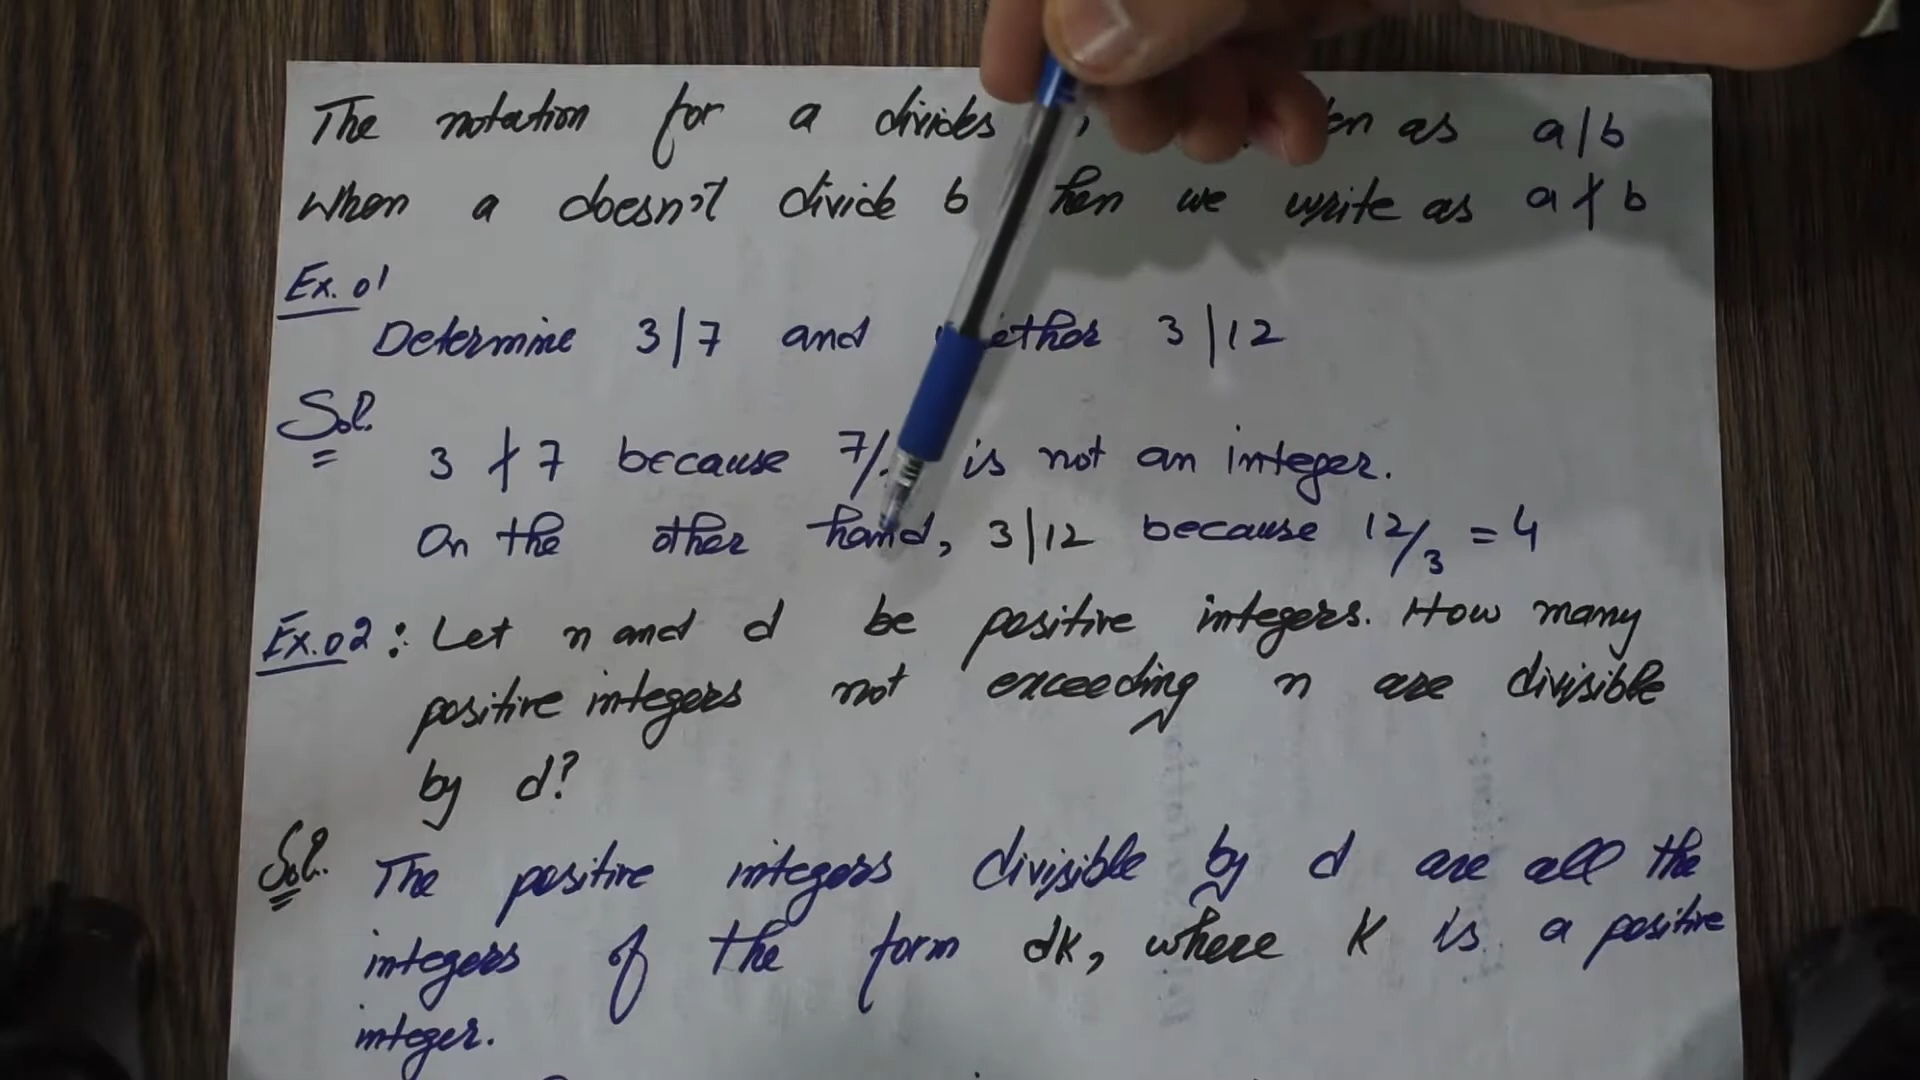 The notation for a divides as a|b
When a doesn't divide b we write as a ∤ b
Ex. 01
Determine 3|7 and 3|12
Sol.
3 ∤ 7 because 7/ is not an integer.
On the other hand, 3|12 because 12/3 = 4
Ex.02: Let n and d be positive integers. How many
positive integers not exceeding n are divisible
by d?
Sol. The positive integers divisible by d are all the
integers of the form dk, where k is a positive
integer.